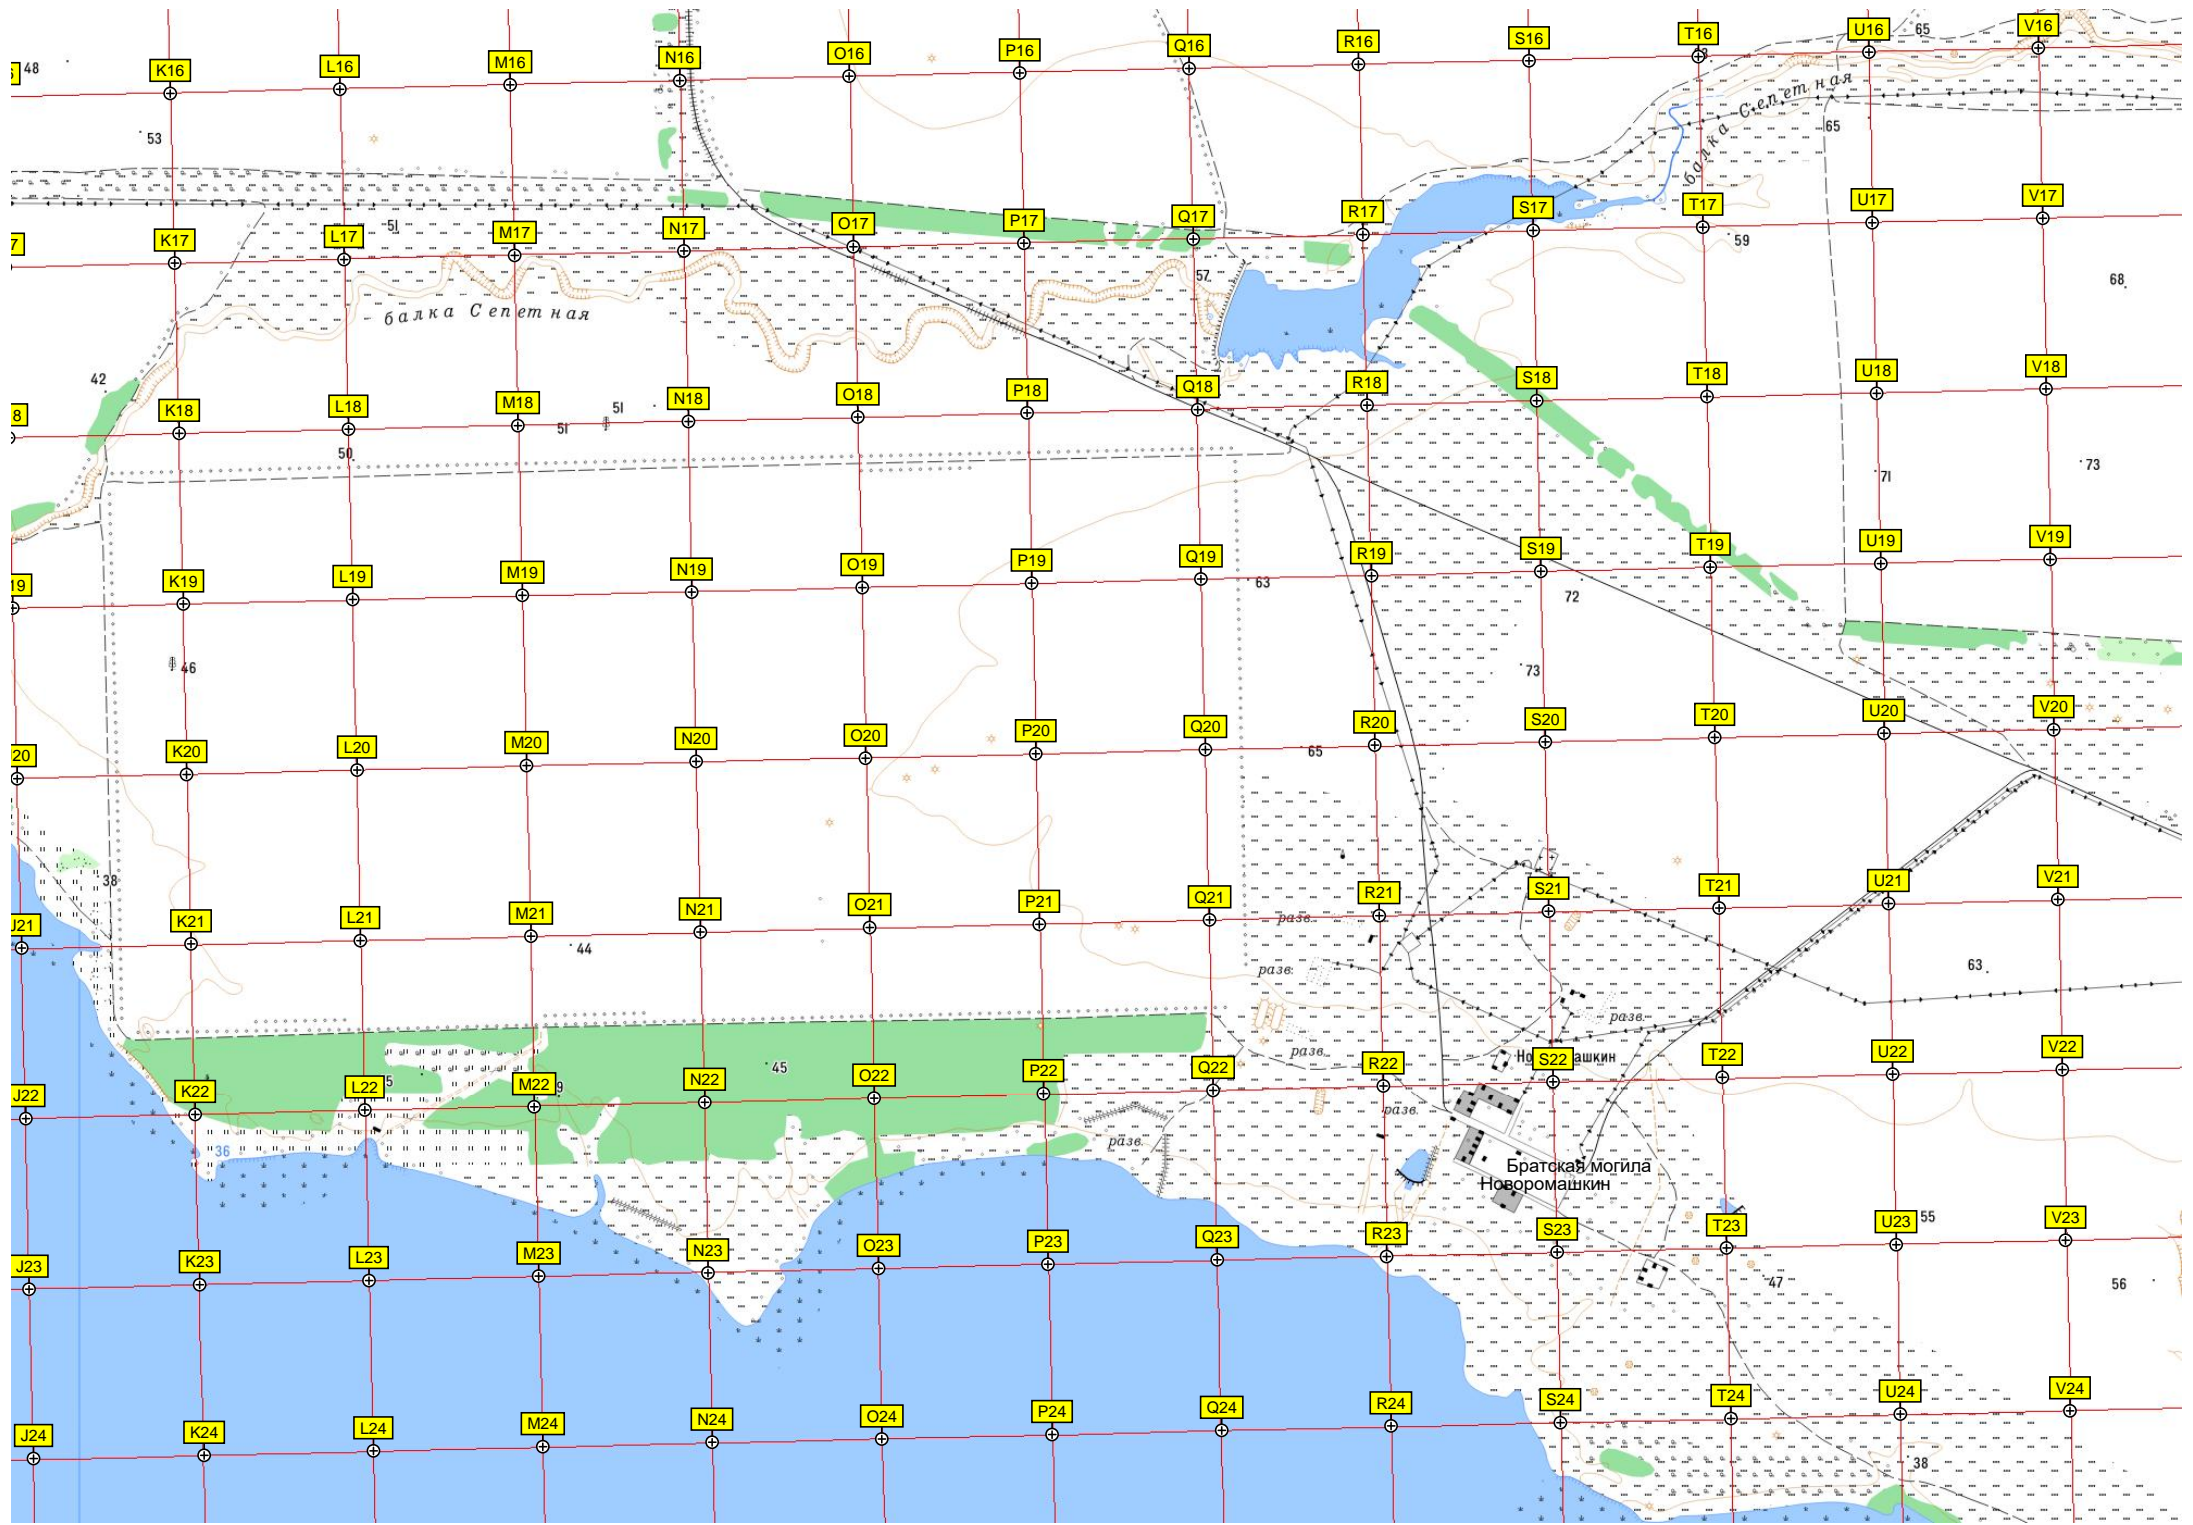 K16 L16 M16 N16 O16 P16 Q16 R16 S16 T16 U16 V16
48 65
53 65
балка Сепетная
K17 L17 M17 N17 O17 P17 Q17 R17 S17 T17 U17 V17
51 59
57 68
балка Сепетная
42
K18 L18 M18 N18 O18 P18 Q18 R18 S18 T18 U18 V18
51
51
50 71 73
19 K19 L19 M19 N19 O19 P19 Q19 R19 S19 T19 U19 V19
63 72
46 73
20 K20 L20 M20 N20 O20 P20 Q20 R20 S20 T20 U20 V20
65
38
J21 K21 L21 M21 N21 O21 P21 Q21 R21 S21 T21 U21 V21
разв.
44
разв. 63
разв.
разв.
45
J22 K22 L22 M22 N22 O22 P22 Q22 R22 S22 T22 U22 V22
разв.
разв.
36
Братская могила
Новоромашкин
55
J23 K23 L23 M23 N23 O23 P23 Q23 R23 S23 T23 U23 V23
47 56
J24 K24 L24 M24 N24 O24 P24 Q24 R24 S24 T24 U24 V24
38